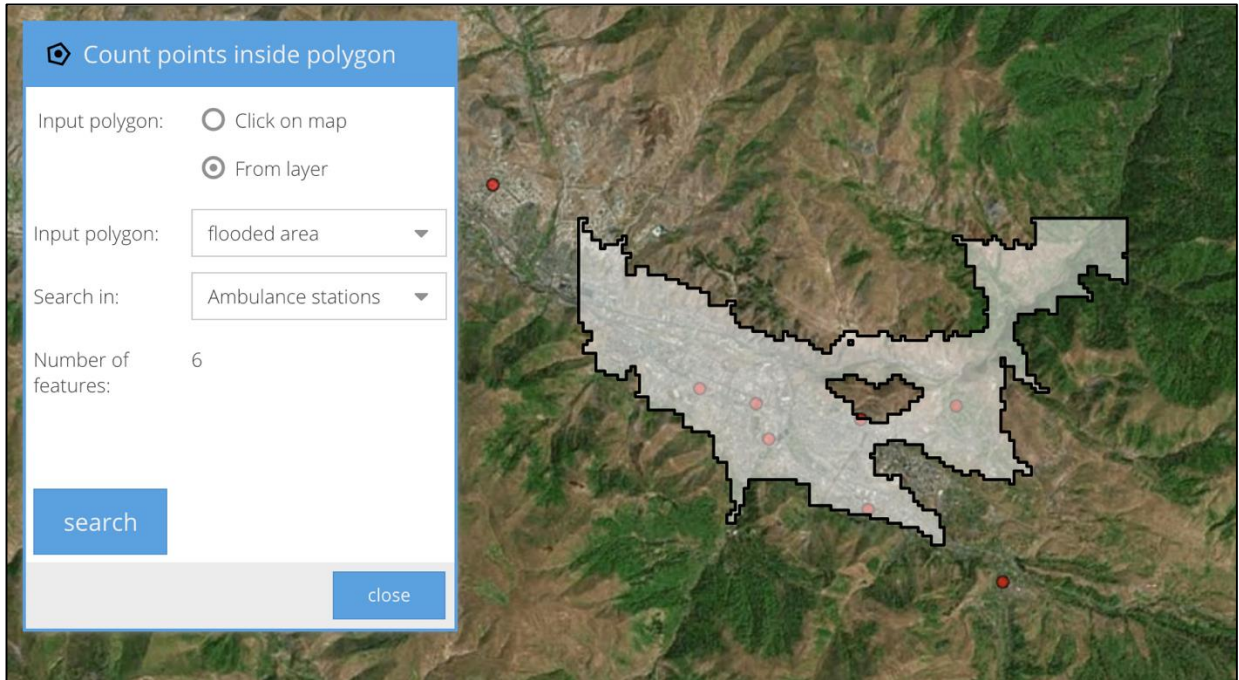 Count points inside polygon
Input polygon:
Click on map
From layer
Input polygon:
flooded area
Search in:
Ambulance stations
Number of
features:
6
search
close